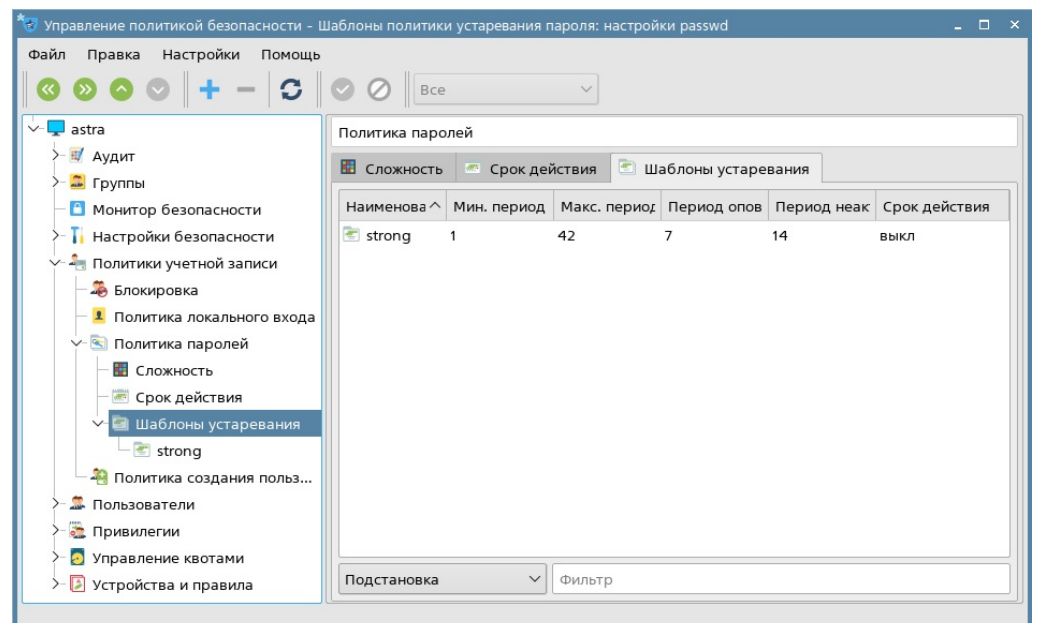 Управление политикой безопасности – Шаблоны политики устаревания пароля: настройки passwd
Файл Правка Настройки Помощь
Все
astra
Аудит
Группы
Монитор безопасности
Настройки безопасности
Политики учетной записи
Блокировка
Политика локального входа
Политика паролей
Сложность
Срок действия
Шаблоны устаревания
strong
Политика создания польз...
Пользователи
Привилегии
Управление квотами
Устройства и правила
Политика паролей
Сложность Срок действия Шаблоны устаревания
Наименова Мин. период Макс. период Период опов Период неак Срок действия
strong 1 42 7 14 выкл
Подстановка Фильтр